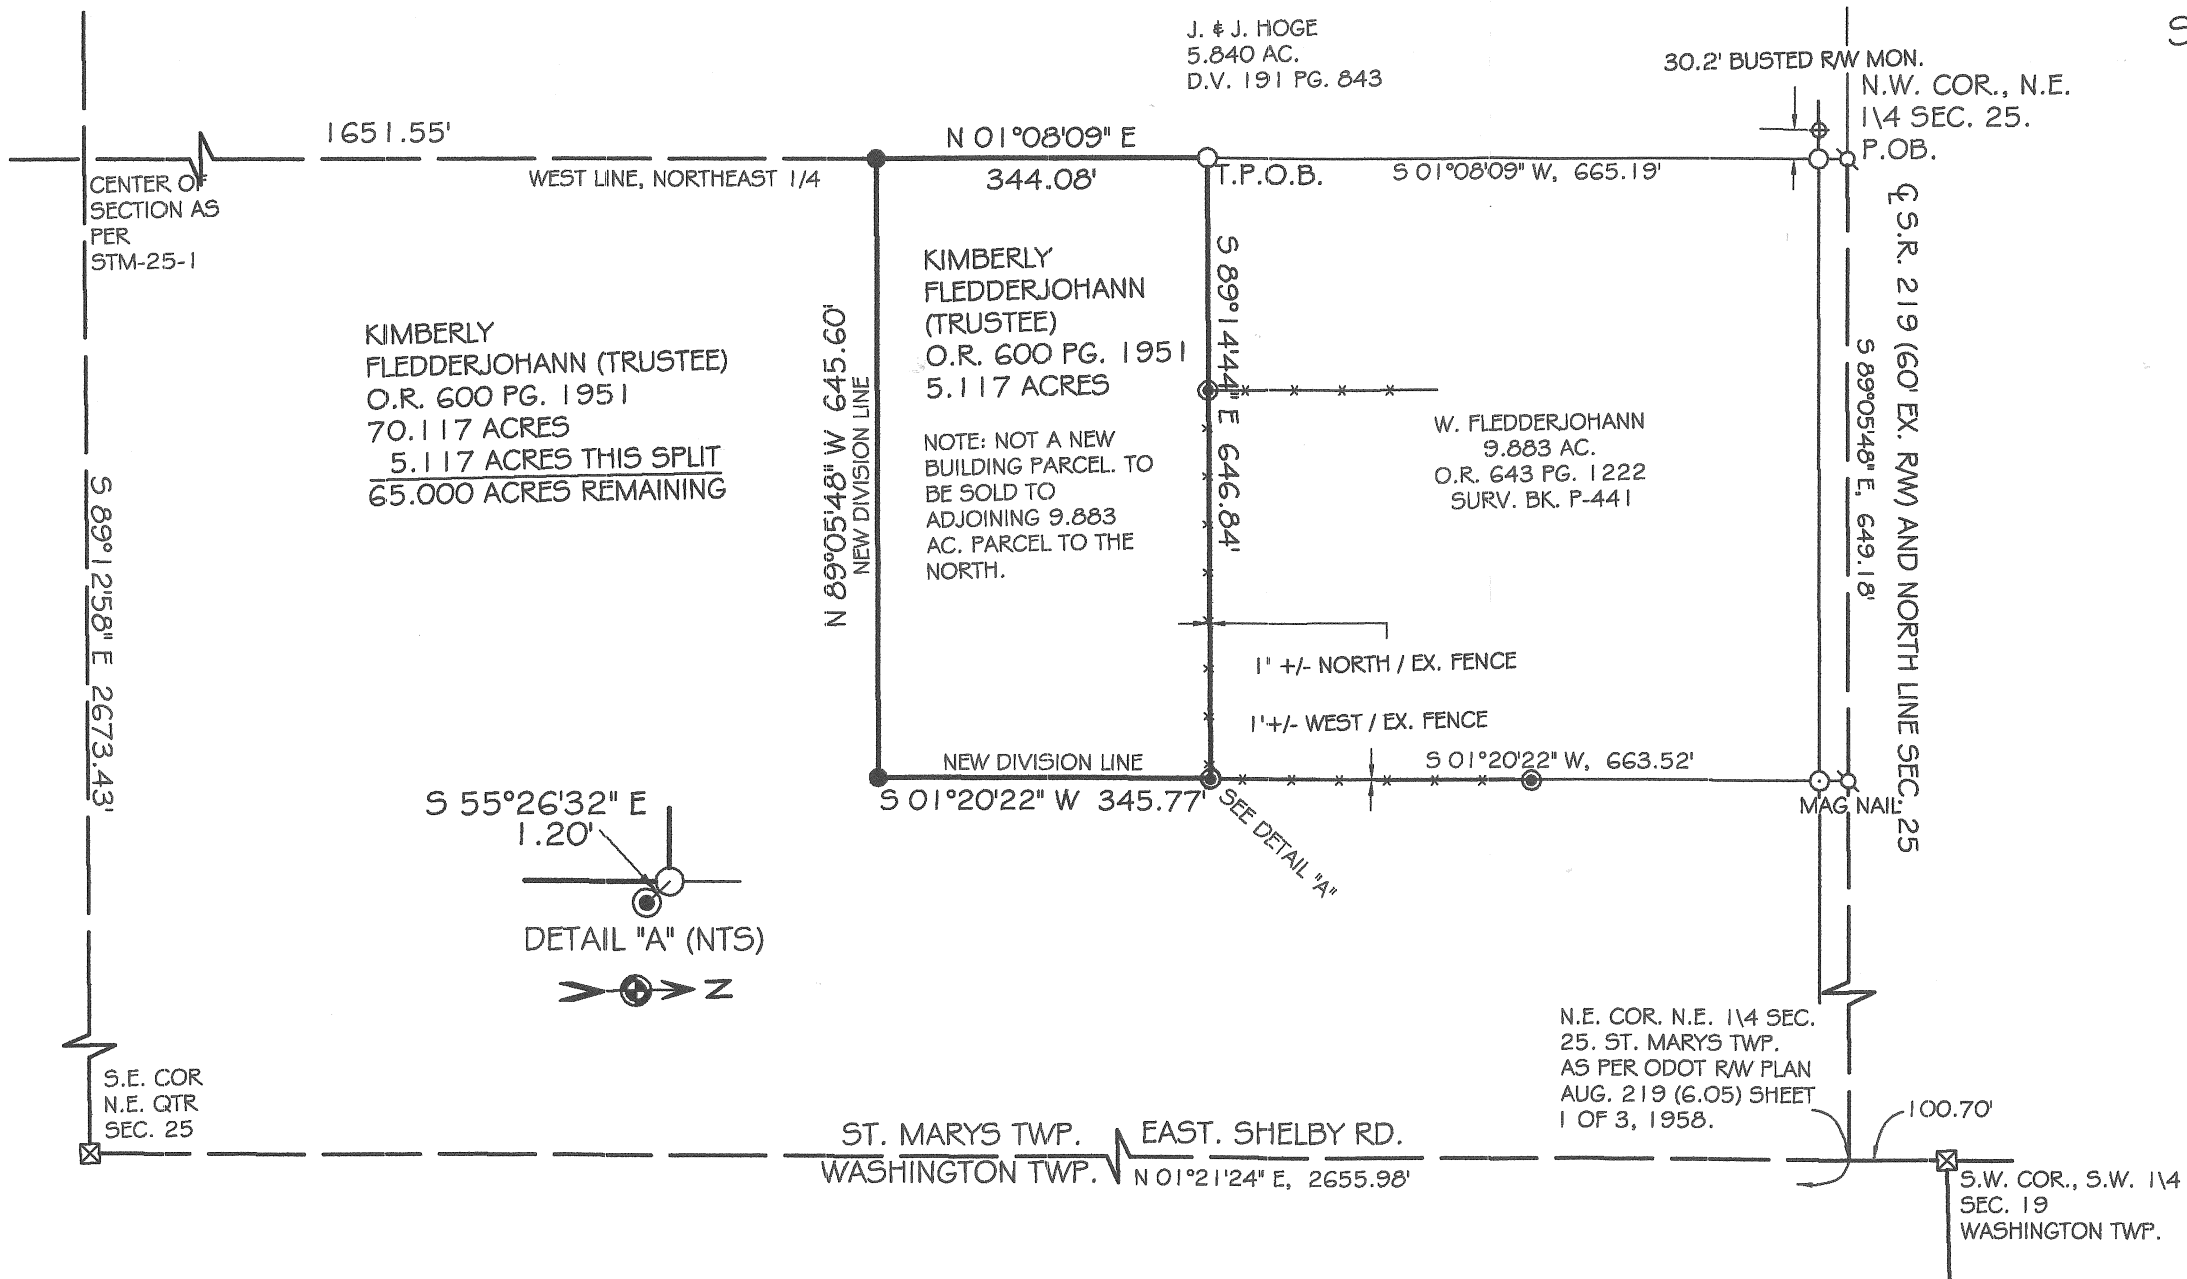 S
J. & J. HOGE
5.840 AC.
D.V. 191 PG. 843
30.2' BUSTED R/W MON.
N.W. COR., N.E.
1\4 SEC. 25.
P.OB.
1651.55'
N 01°08'09" E
344.08'
WEST LINE, NORTHEAST 1/4
T.P.O.B.
S 01°08'09" W, 665.19'
CENTER OF
SECTION AS
PER
STM-25-1
KIMBERLY
FLEDDERJOHANN (TRUSTEE)
O.R. 600 PG. 1951
70.117 ACRES
5.117 ACRES THIS SPLIT
65.000 ACRES REMAINING
N 89°05'48" W 645.60'
NEW DIVISION LINE
KIMBERLY
FLEDDERJOHANN
(TRUSTEE)
O.R. 600 PG. 1951
5.117 ACRES
NOTE: NOT A NEW
BUILDING PARCEL. TO
BE SOLD TO
ADJOINING 9.883
AC. PARCEL TO THE
NORTH.
S 89°14'44" E 646.84'
W. FLEDDERJOHANN
9.883 AC.
O.R. 643 PG. 1222
SURV. BK. P-441
S 89°05'48" E, 649.18'
℄ S.R. 219 (60' EX. R/W) AND NORTH LINE SEC. 25
1" +/- NORTH / EX. FENCE
1'+/- WEST / EX. FENCE
S 89°12'58" E 2673.43'
NEW DIVISION LINE
S 01°20'22" W 345.77'
S 01°20'22" W, 663.52'
MAG NAIL
SEE DETAIL "A"
S 55°26'32" E
1.20'
DETAIL "A" (NTS)
N
N.E. COR. N.E. 1\4 SEC.
25. ST. MARYS TWP.
AS PER ODOT R/W PLAN
AUG. 219 (6.05) SHEET
1 OF 3, 1958.
100.70'
S.E. COR
N.E. QTR
SEC. 25
ST. MARYS TWP.
EAST. SHELBY RD.
WASHINGTON TWP.
N 01°21'24" E, 2655.98'
S.W. COR., S.W. 1\4
SEC. 19
WASHINGTON TWP.